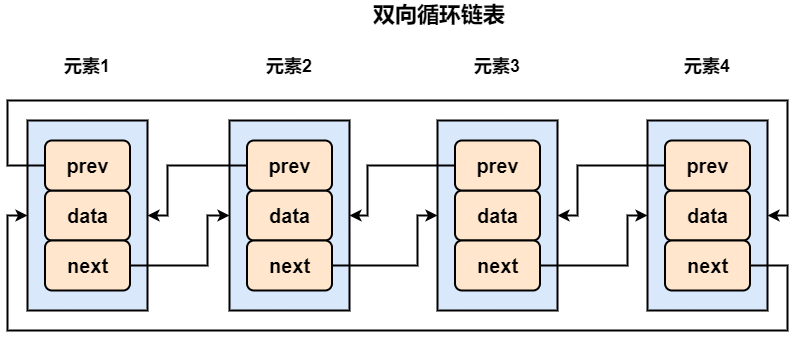 双向循环链表
元素1 元素2 元素3 元素4
prev prev prev prev
data data data data
next next next next